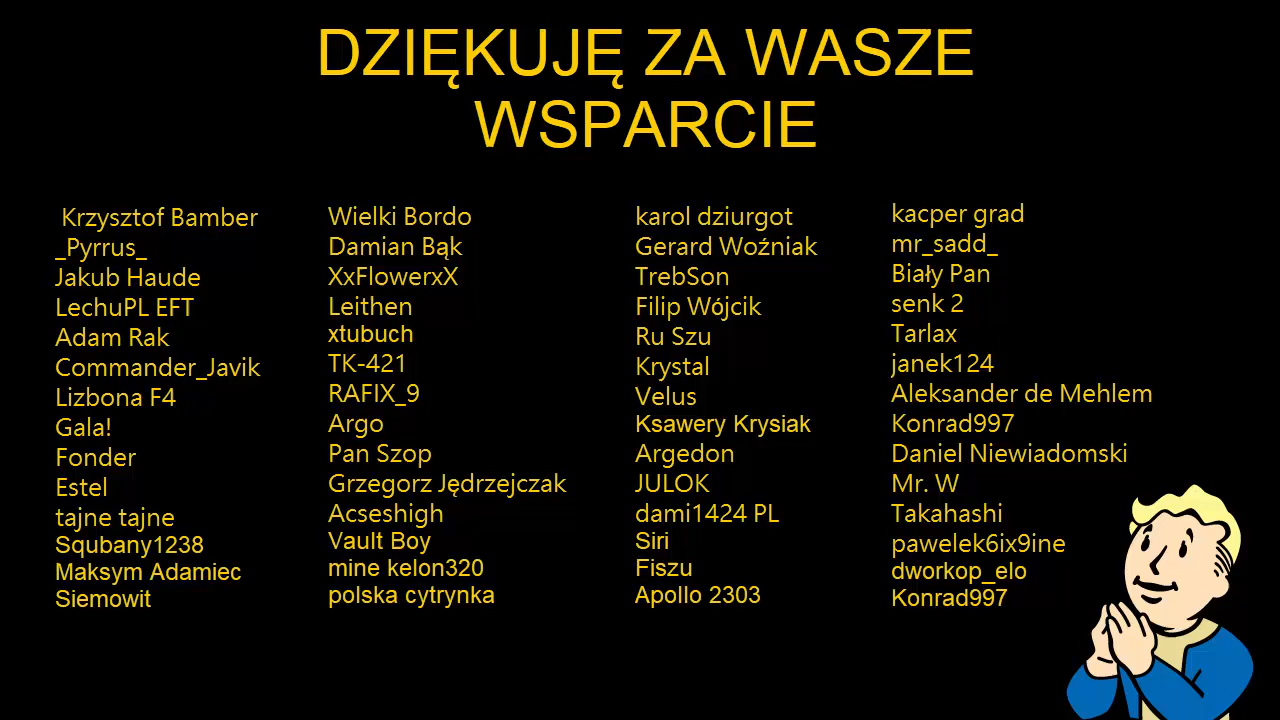 DZIĘKUJĘ ZA WASZE
WSPARCIE
Krzysztof Bamber
_Pyrrus_
Jakub Haude
LechuPL EFT
Adam Rak
Commander_Javik
Lizbona F4
Gala!
Fonder
Estel
tajne tajne
Squbany1238
Maksym Adamiec
Siemowit
Wielki Bordo
Damian Bąk
XxFlowerxX
Leithen
xtubuch
TK-421
RAFIX_9
Argo
Pan Szop
Grzegorz Jędrzejczak
Acseshigh
Vault Boy
mine kelon320
polska cytrynka
karol dziurgot
Gerard Woźniak
TrebSon
Filip Wójcik
Ru Szu
Krystal
Velus
Ksawery Krysiak
Argedon
JULOK
dami1424 PL
Siri
Fiszu
Apollo 2303
kacper grad
mr_sadd_
Biały Pan
senk 2
Tarlax
janek124
Aleksander de Mehlem
Konrad997
Daniel Niewiadomski
Mr. W
Takahashi
pawelek6ix9ine
dworkop_elo
Konrad997